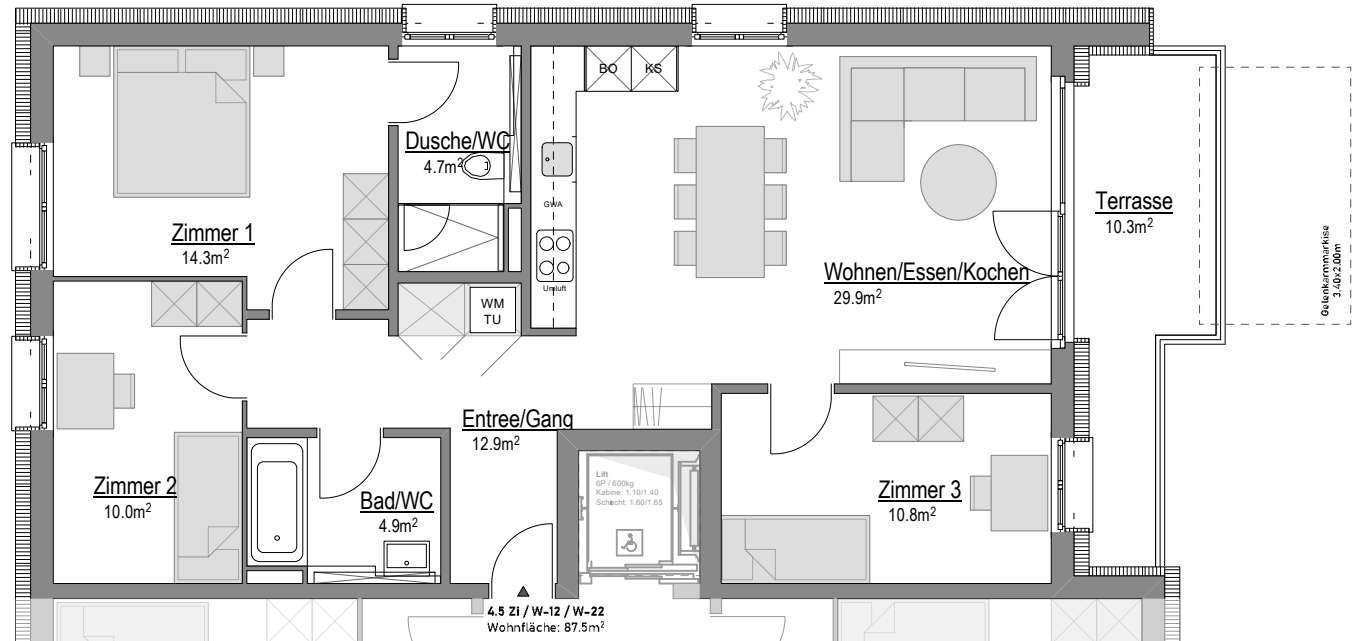 BO
KS
Dusche/WC
4.7m²
Terrasse
10.3m²
GWA
Zimmer 1
14.3m²
Gelenkarmmarkise
3.40x2.00m
Wohnen/Essen/Kochen
29.9m²
Umluft
WM
TU
Entree/Gang
12.9m²
Lift
6P / 600kg
Kabine: 1.10/1.40
Schacht: 1.60/1.65
Zimmer 2
10.0m²
Bad/WC
4.9m²
Zimmer 3
10.8m²
4.5 Zi / W-12 / W-22
Wohnfläche: 87.5m²